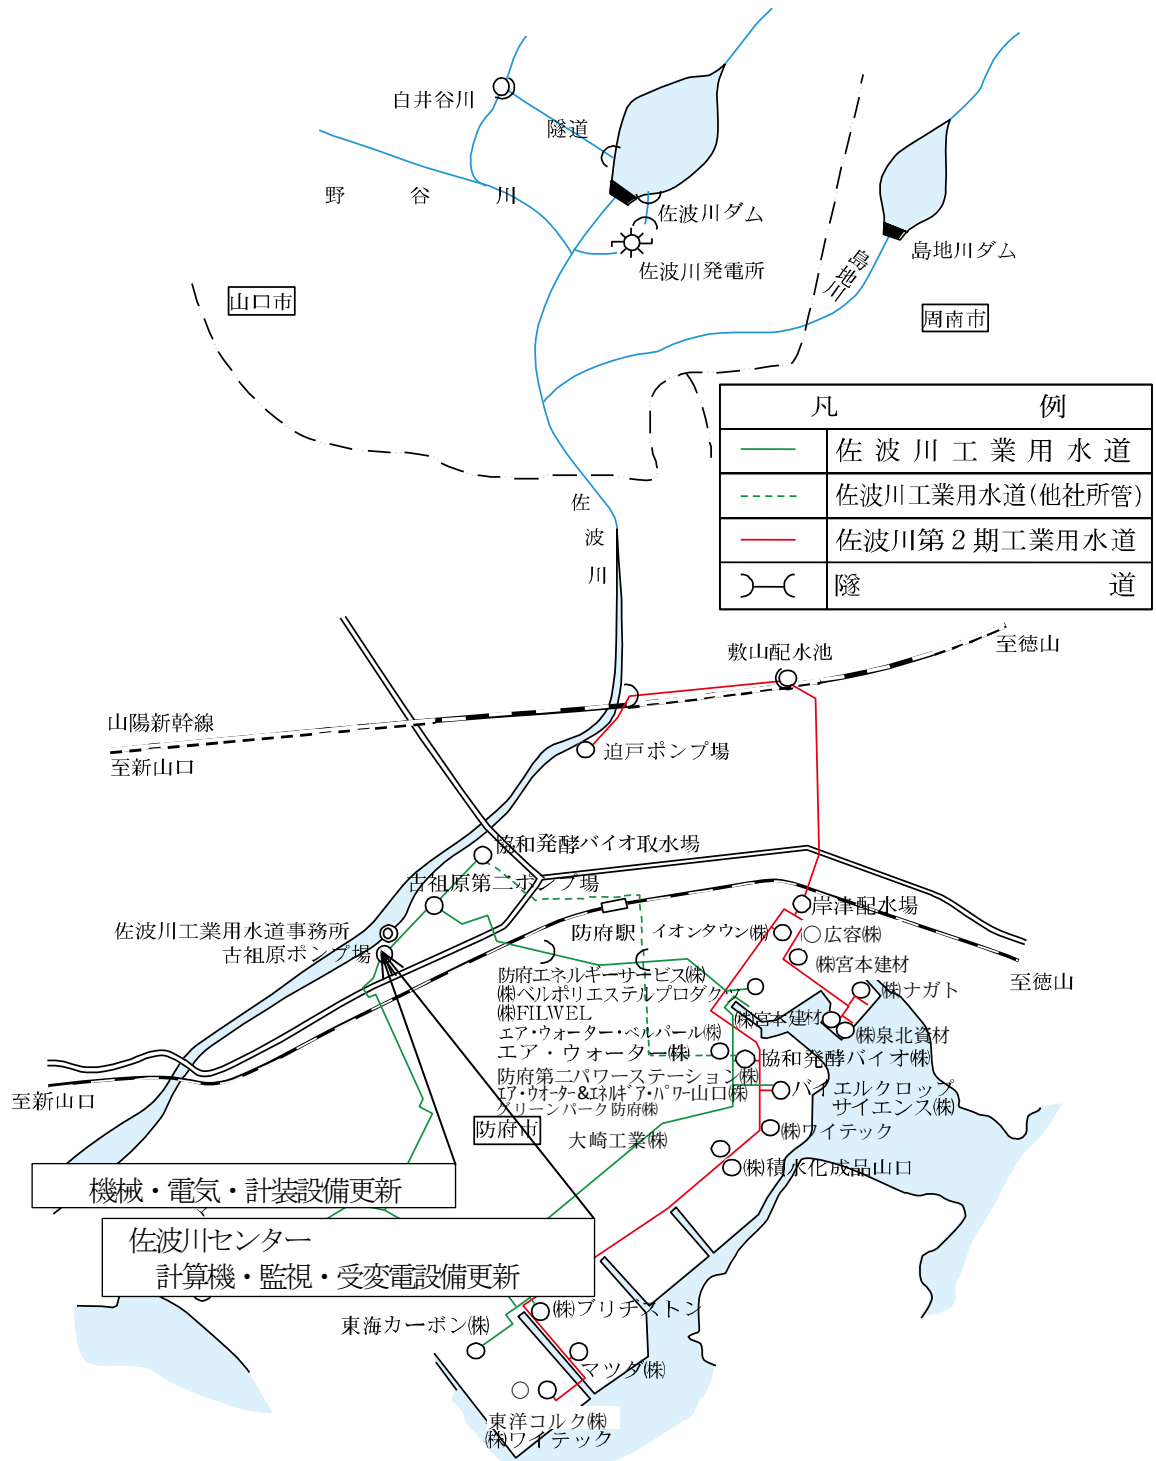 白井谷川
隧道
野谷川
佐波川ダム
佐波川発電所
島地川ダム
島地川
山口市
周南市
凡例
佐波川工業用水道
佐波川工業用水道(他社所管)
佐波川第2期工業用水道
隧道
佐波川
至徳山
敷山配水池
山陽新幹線
至新山口
迫戸ポンプ場
協和発酵バイオ取水場
古祖原第二ポンプ場
佐波川工業用水道事務所
古祖原ポンプ場
防府駅
イオンタウン㈱
岸津配水場
広容㈱
㈱宮本建材
至徳山
防府エネルギーサービス㈱
㈱ベルポリエステルプロダクツ
㈱FILWEL
エア・ウォーター・ベルパール㈱
エア・ウォーター㈱
㈱ナガト
㈱宮本建材
㈱泉北資材
協和発酵バイオ㈱
防府第二パワーステーション㈱
エア・ウオーター&エネルギア・パワー山口㈱
グリーンパーク防府㈱
バイエルクロップ
サイエンス㈱
至新山口
防府市
大崎工業㈱
㈱ワイテック
㈱積水化成品山口
機械・電気・計装設備更新
佐波川センター
計算機・監視・受変電設備更新
㈱ブリヂストン
東海カーボン㈱
マツダ㈱
東洋コルク㈱
㈱ワイテック